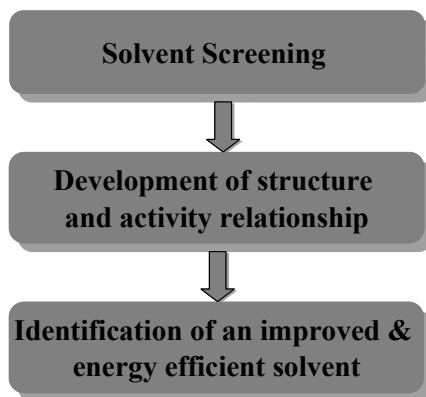 Solvent Screening
Development of structure
and activity relationship
Identification of an improved &
energy efficient solvent